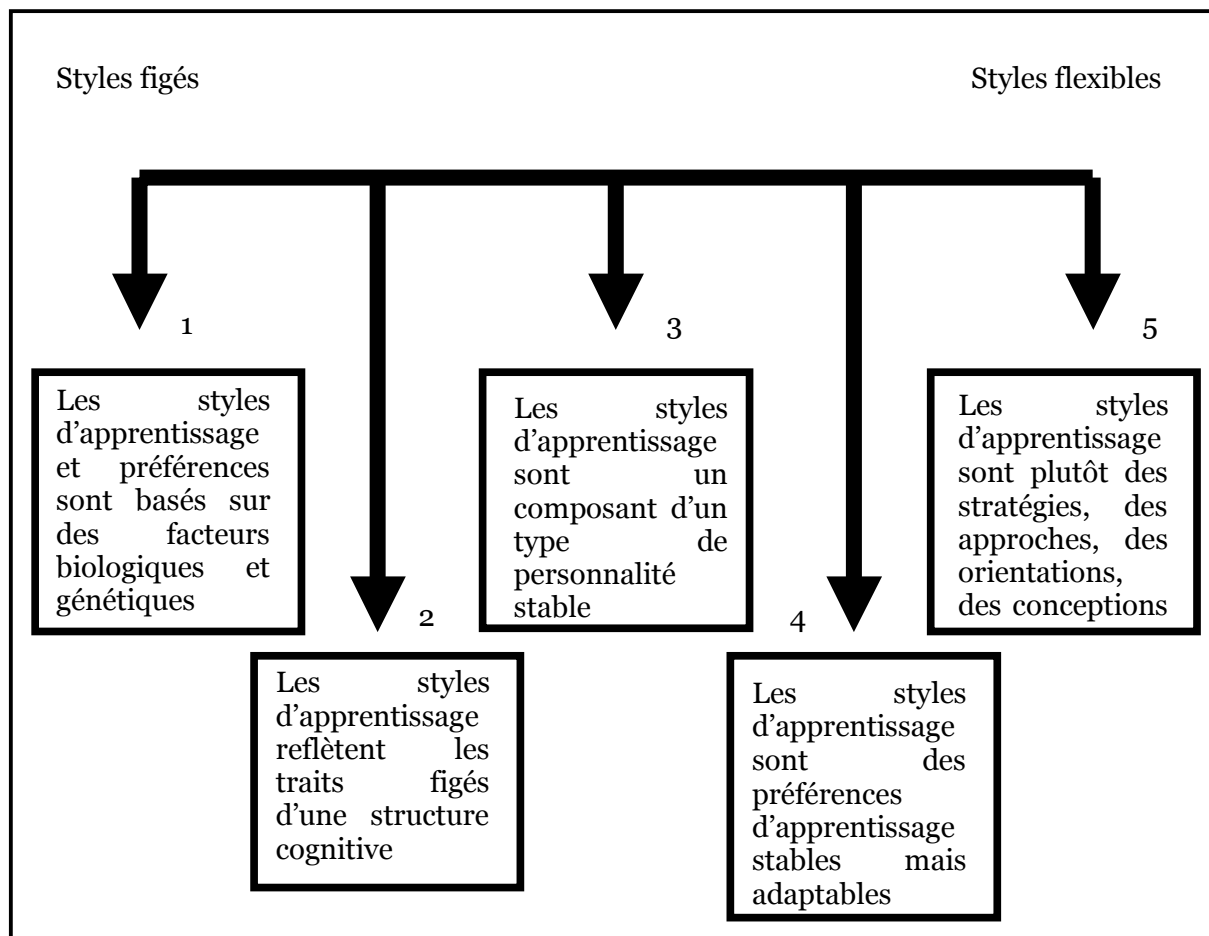 Styles figés
Styles flexibles
1
Les styles
d’apprentissage
et préférences
sont basés sur
des facteurs
biologiques et
génétiques
2
Les styles
d’apprentissage
reflètent les
traits figés
d’une structure
cognitive
3
Les styles
d’apprentissage
sont un
composant d’un
type de
personnalité
stable
4
Les styles
d’apprentissage
sont des
préférences
d’apprentissage
stables mais
adaptables
5
Les styles
d’apprentissage
sont plutôt des
stratégies, des
approches, des
orientations,
des conceptions